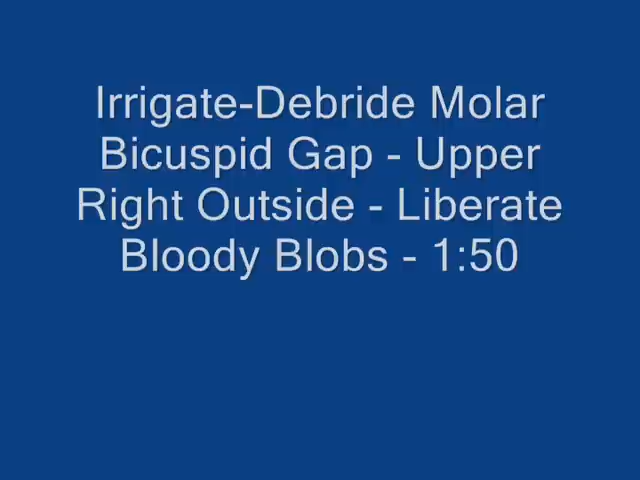 Irrigate-Debride Molar
Bicuspid Gap - Upper
Right Outside - Liberate
Bloody Blobs - 1:50